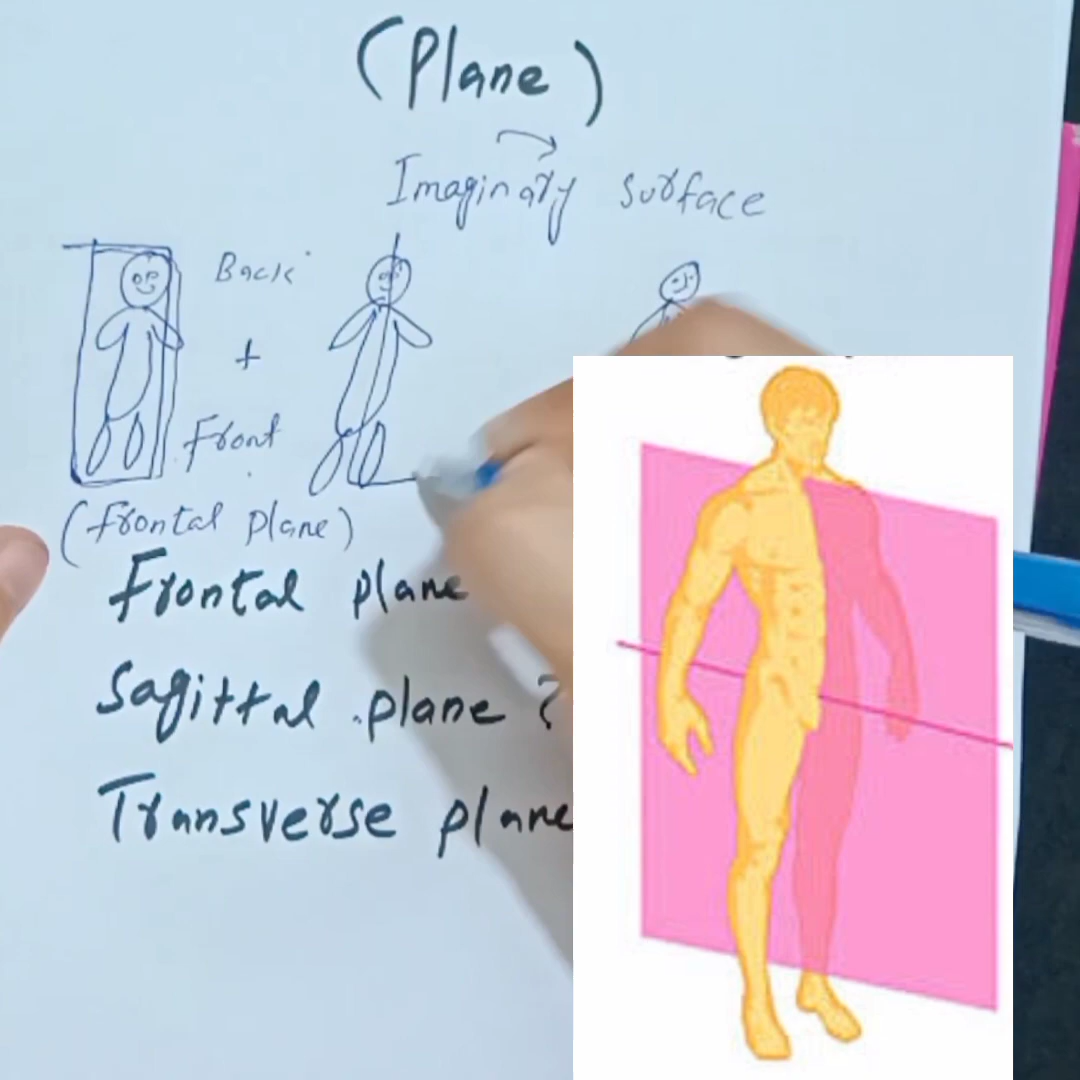 (Plane)
Imaginary surface
Back
+
Front
(Frontal plane)
Frontal plane
Sagittal plane ?
Transverse plane